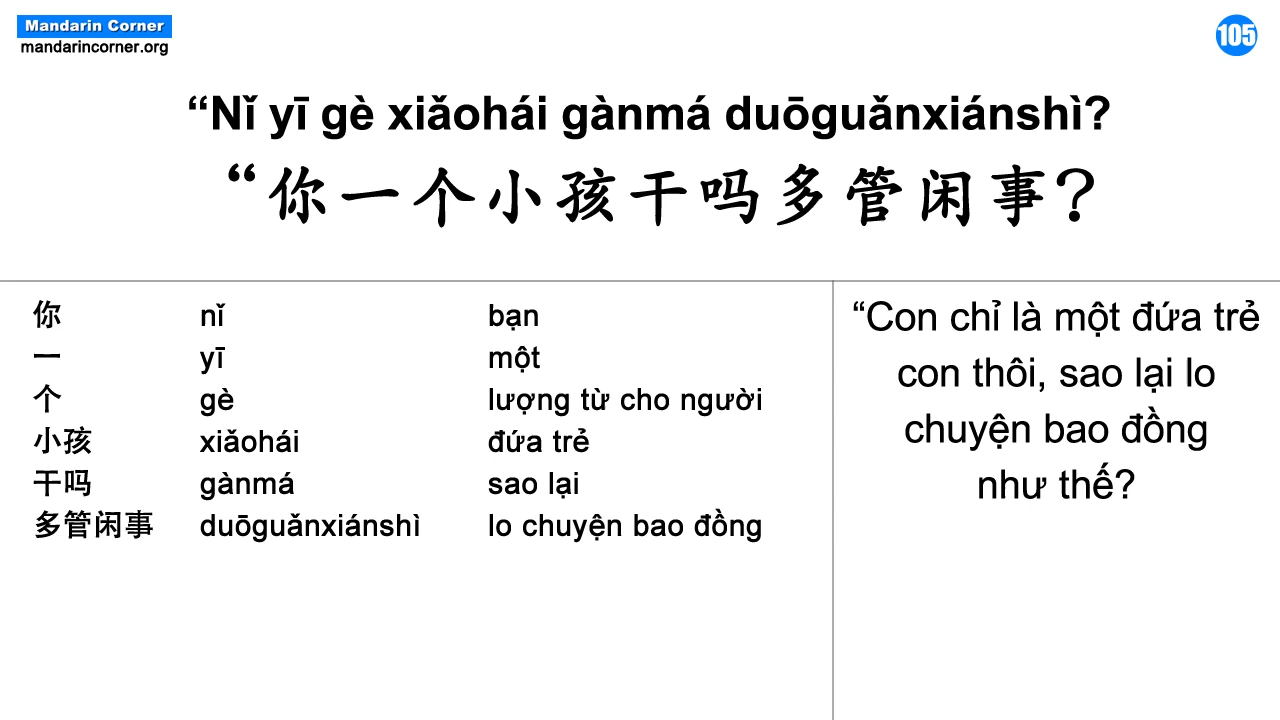 Mandarin Corner
mandarincorner.org
105
“Nǐ yī gè xiǎohái gànmá duōguǎnxiánshì?
“你一个小孩干吗多管闲事？
你 nǐ bạn
一 yī một
个 gè lượng từ cho người
小孩 xiǎohái đứa trẻ
干吗 gànmá sao lại
多管闲事 duōguǎnxiánshì lo chuyện bao đồng
“Con chỉ là một đứa trẻ
con thôi, sao lại lo
chuyện bao đồng
như thế?